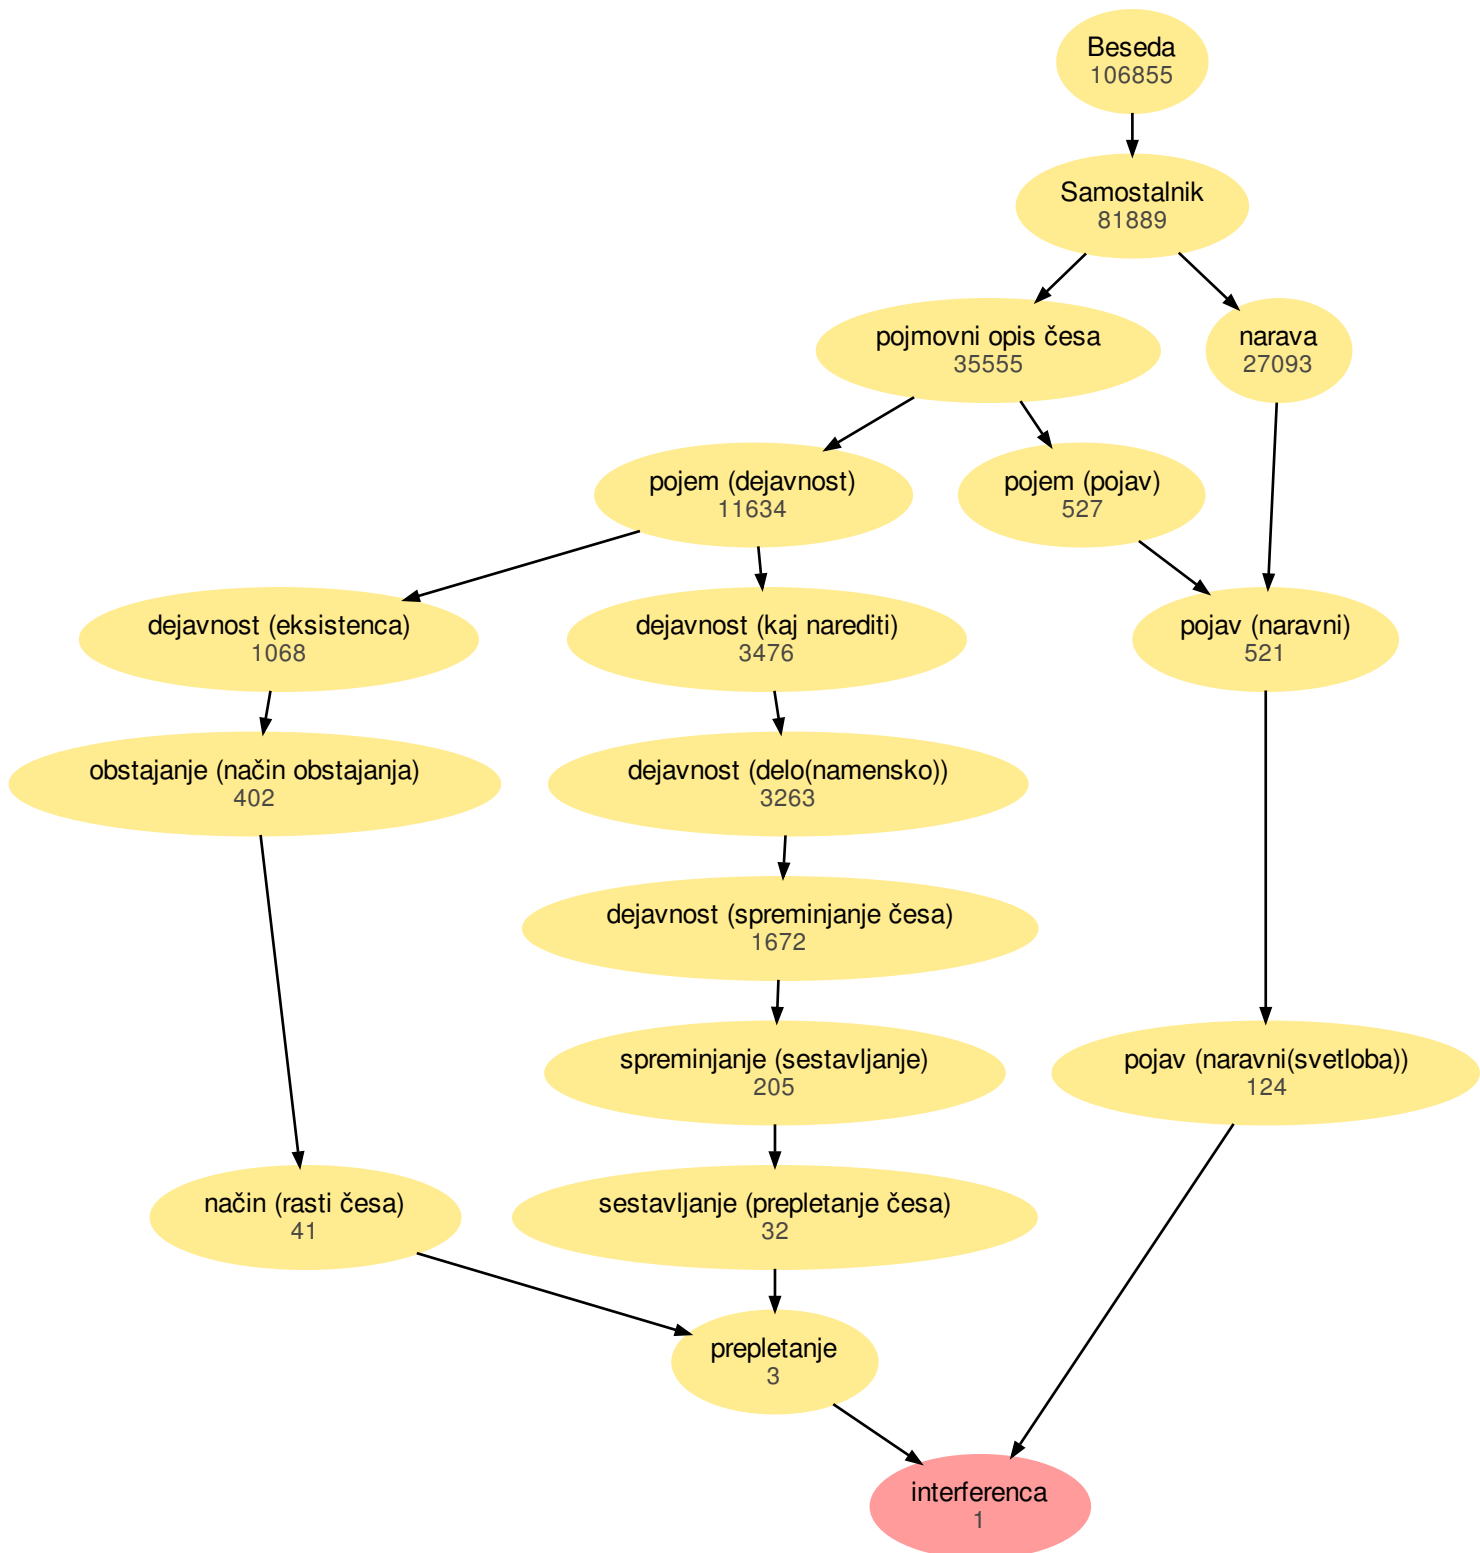 Beseda
106855
Samostalnik
81889
pojmovni opis česa
35555
narava
27093
pojem (dejavnost)
11634
pojem (pojav)
527
dejavnost (eksistenca)
1068
dejavnost (kaj narediti)
3476
pojav (naravni)
521
obstajanje (način obstajanja)
402
dejavnost (delo(namensko))
3263
dejavnost (spreminjanje česa)
1672
spreminjanje (sestavljanje)
205
pojav (naravni(svetloba))
124
način (rasti česa)
41
sestavljanje (prepletanje česa)
32
prepletanje
3
interferenca
1